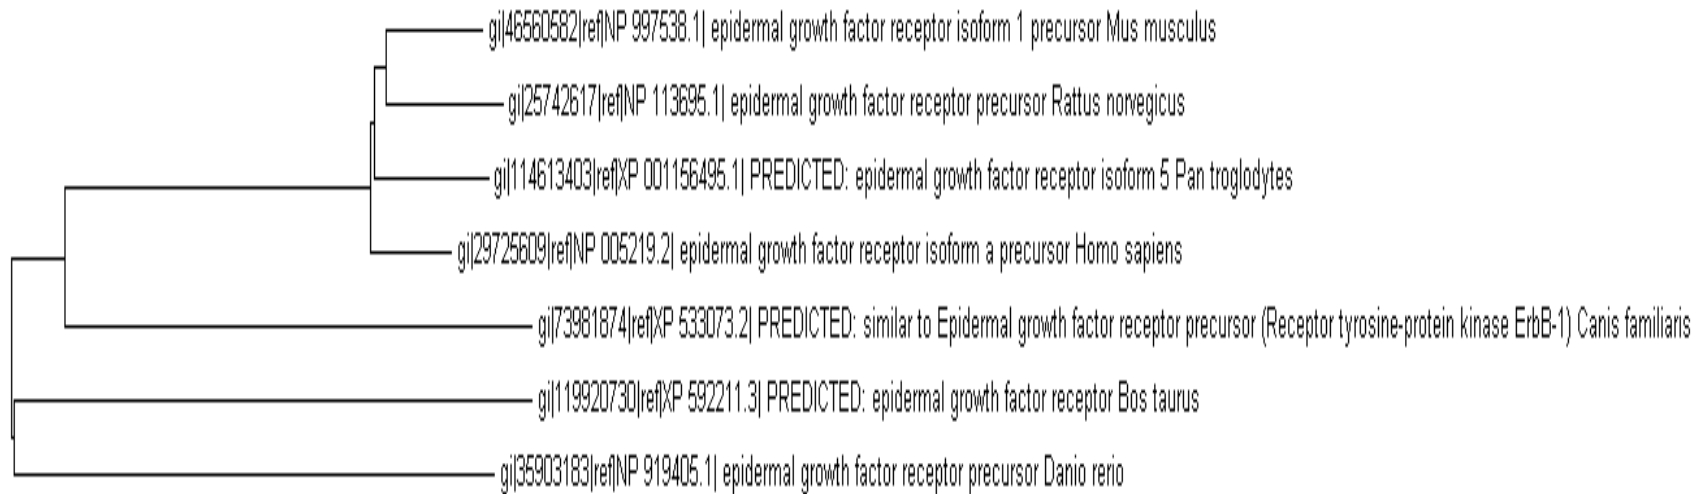 gi|46560582|ref|NP 997538.1| epidermal growth factor receptor isoform 1 precursor Mus musculus
gi|25742617|ref|NP 113695.1| epidermal growth factor receptor precursor Rattus norvegicus
gi|114613403|ref|XP 001156495.1| PREDICTED: epidermal growth factor receptor isoform 5 Pan troglodytes
gi|29725609|ref|NP 005219.2| epidermal growth factor receptor isoform a precursor Homo sapiens
gi|73981874|ref|XP 533073.2| PREDICTED: similar to Epidermal growth factor receptor precursor (Receptor tyrosine-protein kinase ErbB-1) Canis familiaris
gi|119920730|ref|XP 592211.3| PREDICTED: epidermal growth factor receptor Bos taurus
gi|35903183|ref|NP 919405.1| epidermal growth factor receptor precursor Danio rerio